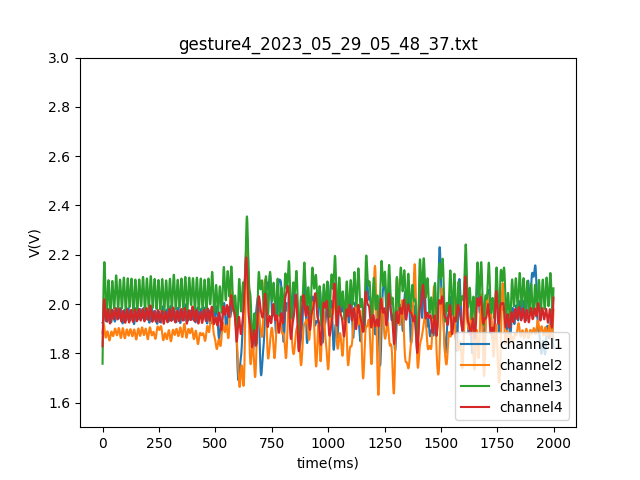 gesture4_2023_05_29_05_48_37.txt
3.0
2.8
2.6
2.4
2.2
2.0
1.8
1.6
V(V)
channel1
channel2
channel3
channel4
0 250 500 750 1000 1250 1500 1750 2000
time(ms)